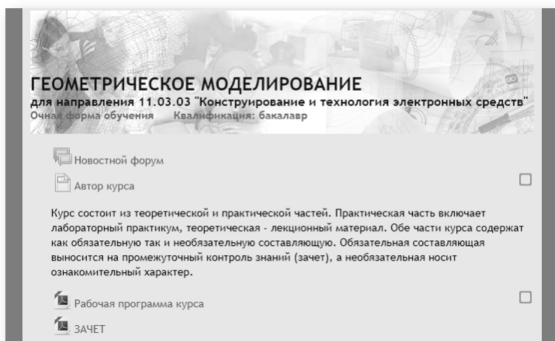 ГЕОМЕТРИЧЕСКОЕ МОДЕЛИРОВАНИЕ
для направления 11.03.03 "Конструирование и технология электронных средств"
Очная форма обучения Квалификация: бакалавр
Новостной форум
Автор курса
Курс состоит из теоретической и практической частей. Практическая часть включает
лабораторный практикум, теоретическая - лекционный материал. Обе части курса содержат
как обязательную так и необязательную составляющую. Обязательная составляющая
выносится на промежуточный контроль знаний (зачет), а необязательная носит
ознакомительный характер.
Рабочая программа курса
ЗАЧЕТ